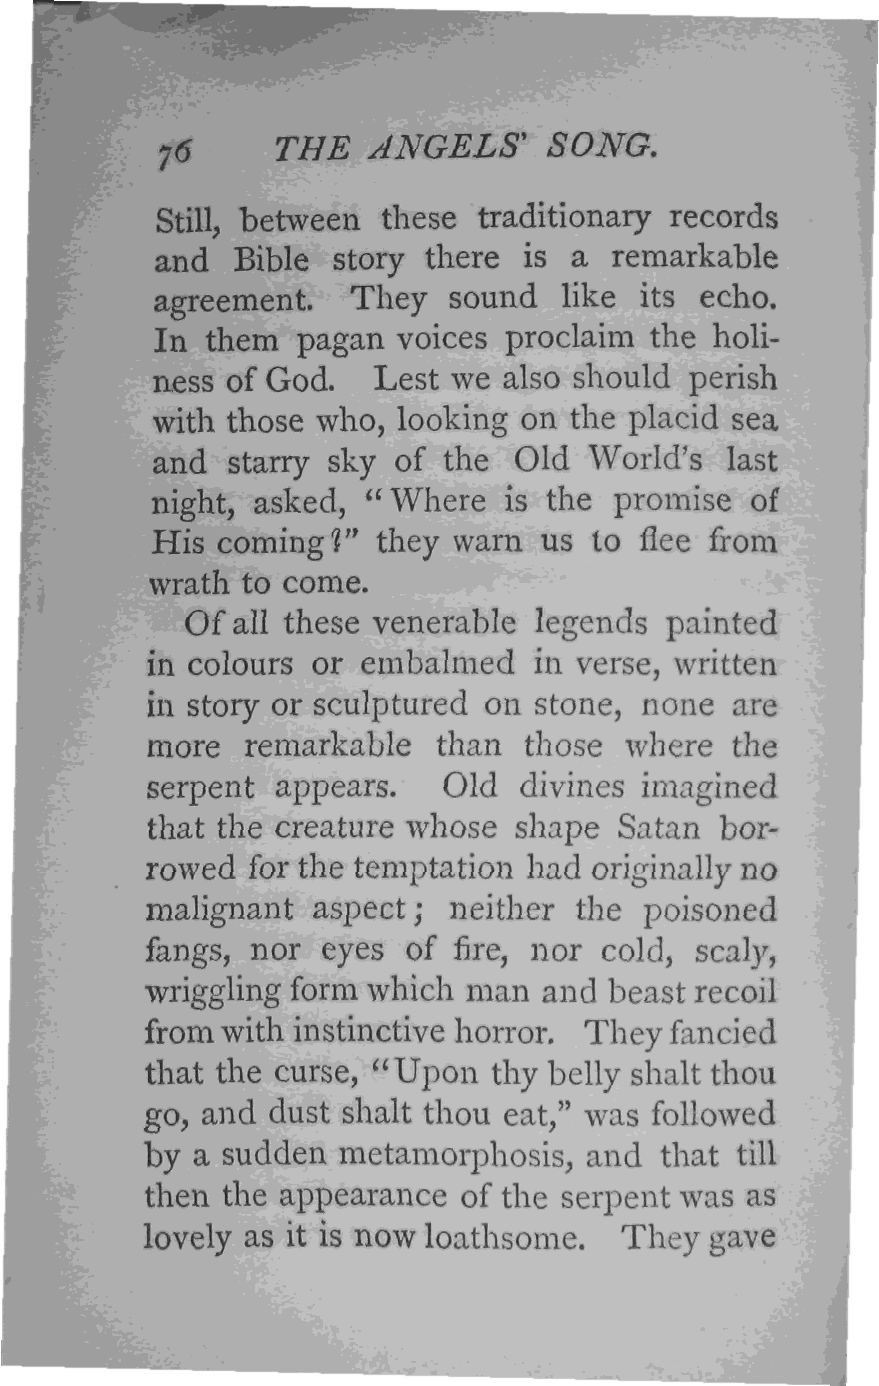 76 THE ANGELS' SONG.
Still, between these traditionary records
and Bible story there is a remarkable
agreement. They sound like its echo.
In them pagan voices proclaim the holi-
ness of God. Lest we also should perish
with those who, looking on the placid sea
and starry sky of the Old World's last
night, asked, "Where is the promise of
His coming?" they warn us to flee from
wrath to come.
Of all these venerable legends painted
in colours or embalmed in verse, written
in story or sculptured on stone, none are
more remarkable than those where the
serpent appears. Old divines imagined
that the creature whose shape Satan bor-
rowed for the temptation had originally no
malignant aspect; neither the poisoned
fangs, nor eyes of fire, nor cold, scaly,
wriggling form which man and beast recoil
from with instinctive horror. They fancied
that the curse, "Upon thy belly shalt thou
go, and dust shalt thou eat," was followed
by a sudden metamorphosis, and that till
then the appearance of the serpent was as
lovely as it is now loathsome. They gave